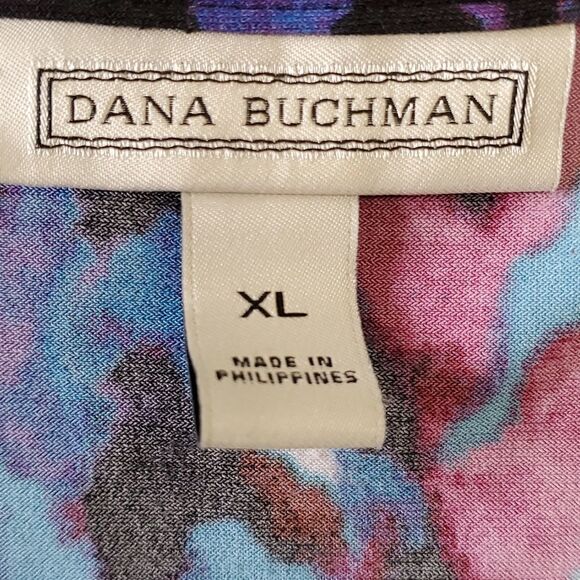 DANA BUCHMAN
XL
MADE IN
PHILIPPINES